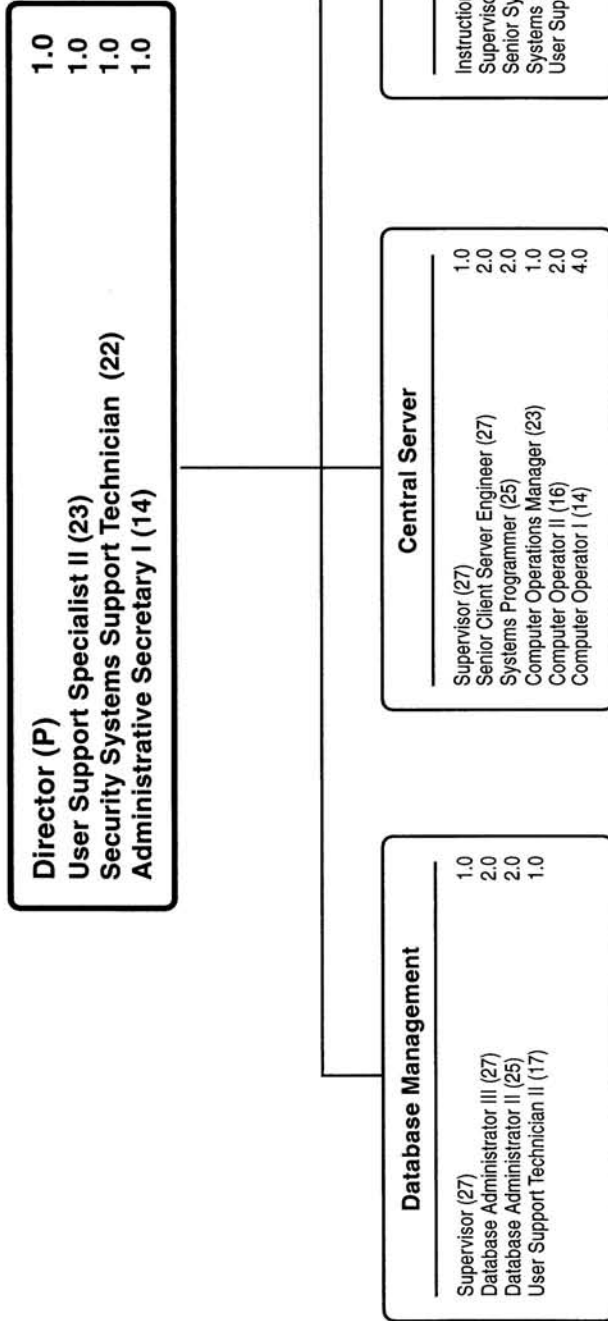 Director (P) 1.0
User Support Specialist II (23) 1.0
Security Systems Support Technician (22) 1.0
Administrative Secretary I (14) 1.0
Database Management
Supervisor (27) 1.0
Database Administrator III (27) 2.0
Database Administrator II (25) 2.0
User Support Technician II (17) 1.0
Central Server
Supervisor (27) 1.0
Senior Client Server Engineer (27) 2.0
Systems Programmer (25) 2.0
Computer Operations Manager (23) 1.0
Computer Operator II (16) 2.0
Computer Operator I (14) 4.0
Instruction
Superviso
Senior Sy
Systems
User Sup